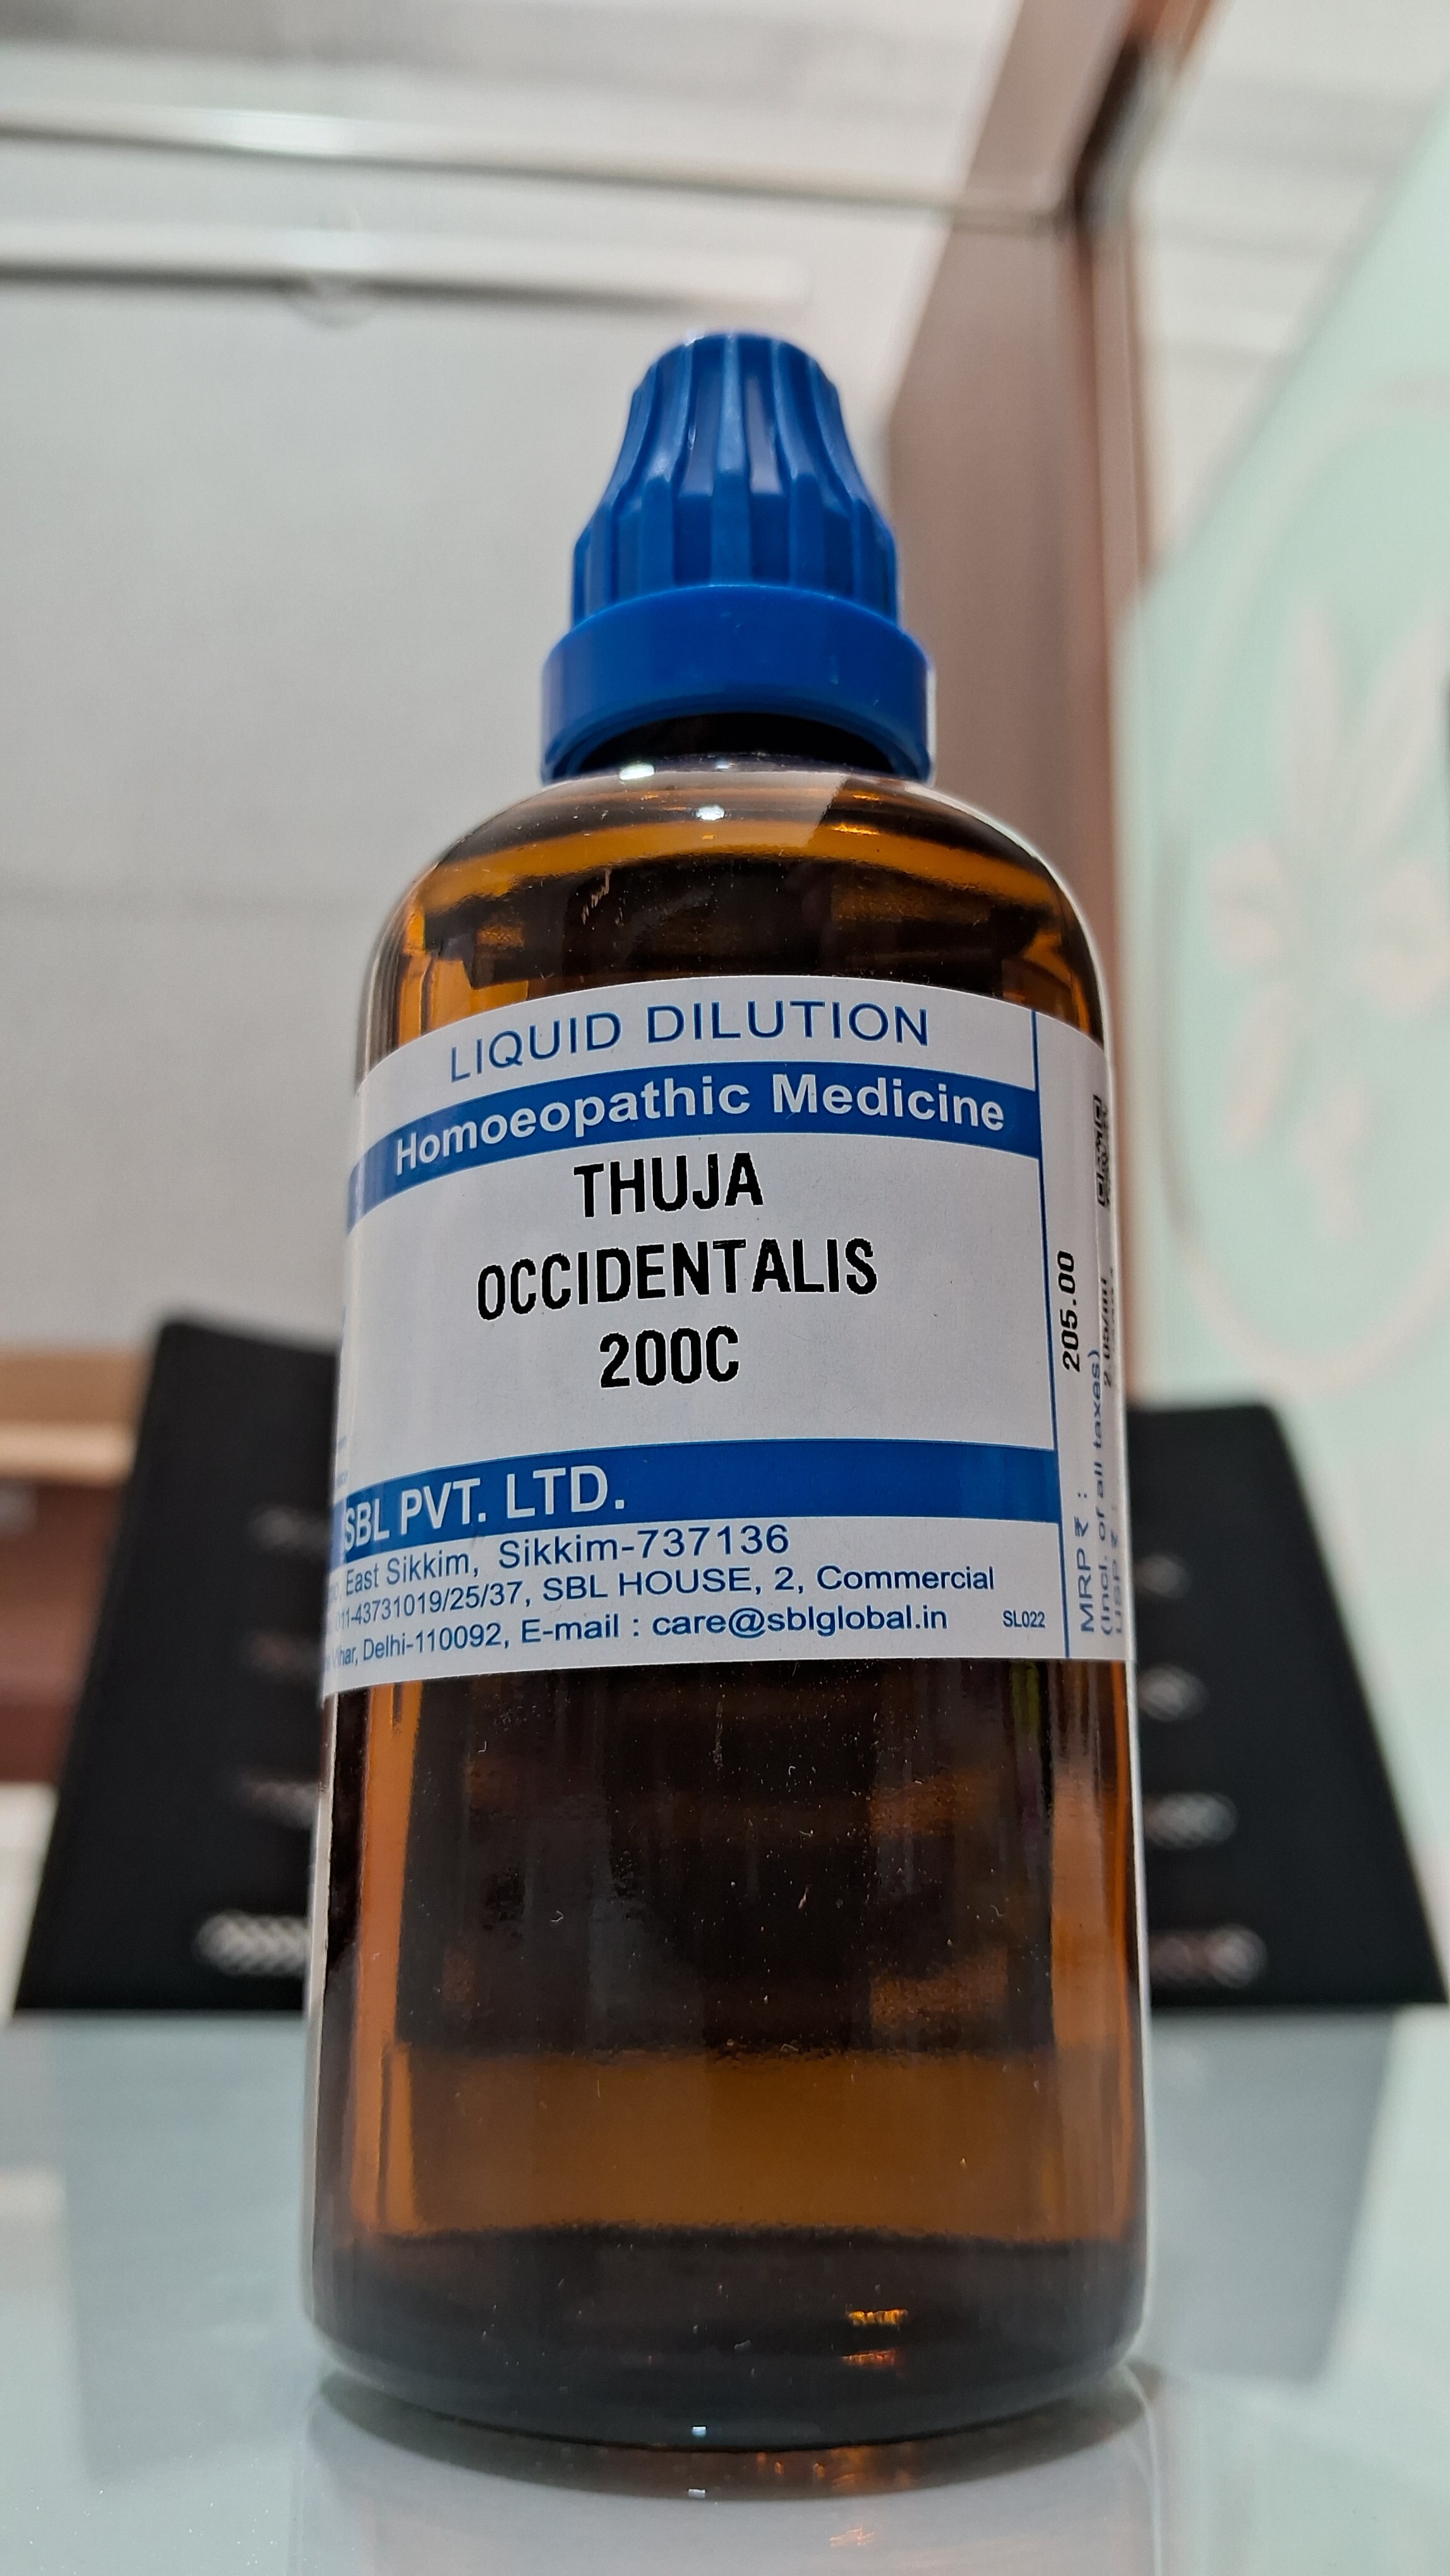 LIQUID DILUTION
Homoeopathic Medicine
THUJA
OCCIDENTALIS
200C
SBL PVT. LTD.
East Sikkim, Sikkim-737136
011-43731019/25/37, SBL HOUSE, 2, Commercial
Delhi-110092, E-mail : care@sblglobal.in
SL022
205.00
MRP ₹ :
(Incl. of all taxes)
USP ₹ :